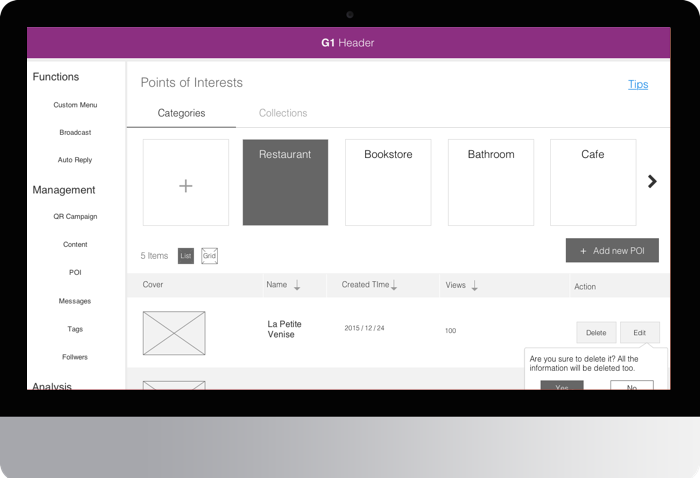 G1 Header
Functions
Custom Menu
Broadcast
Auto Reply
Management
QR Campaign
Content
POI
Messages
Tags
Follwers
Analysis
Points of Interests
Tips
Categories
Collections
+
Restaurant
Bookstore
Bathroom
Cafe
5 Items
List
Grid
+ Add new POI
Cover
Name
Created TIme
Views
Action
La Petite
Venise
2015 / 12 / 24
100
Delete
Edit
Are you sure to delete it? All the
information will be deleted too.
Yes
No